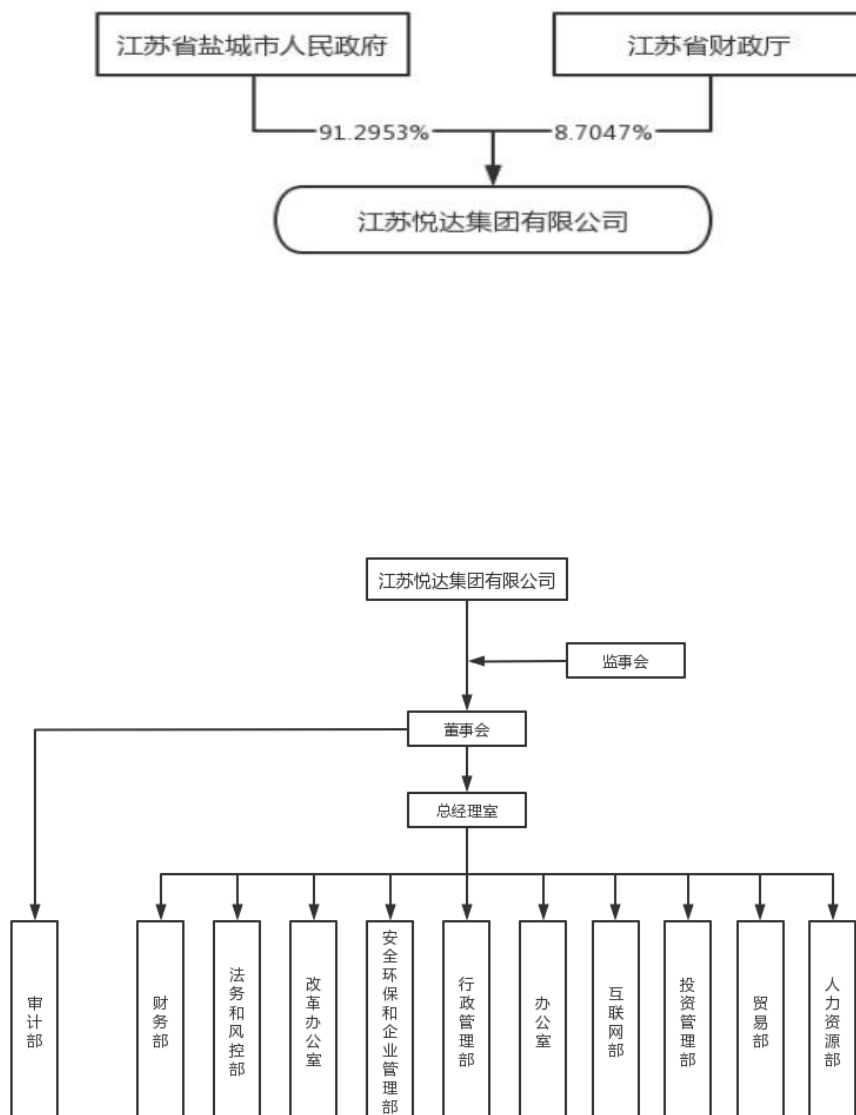 江苏省盐城市人民政府
江苏省财政厅
91.2953%
8.7047%
江苏悦达集团有限公司
江苏悦达集团有限公司
监事会
董事会
总经理室
审计部
财务部
法务和风控部
改革办公室
安全环保和企业管理部
行政管理部
办公室
互联网部
投资管理部
贸易部
人力资源部